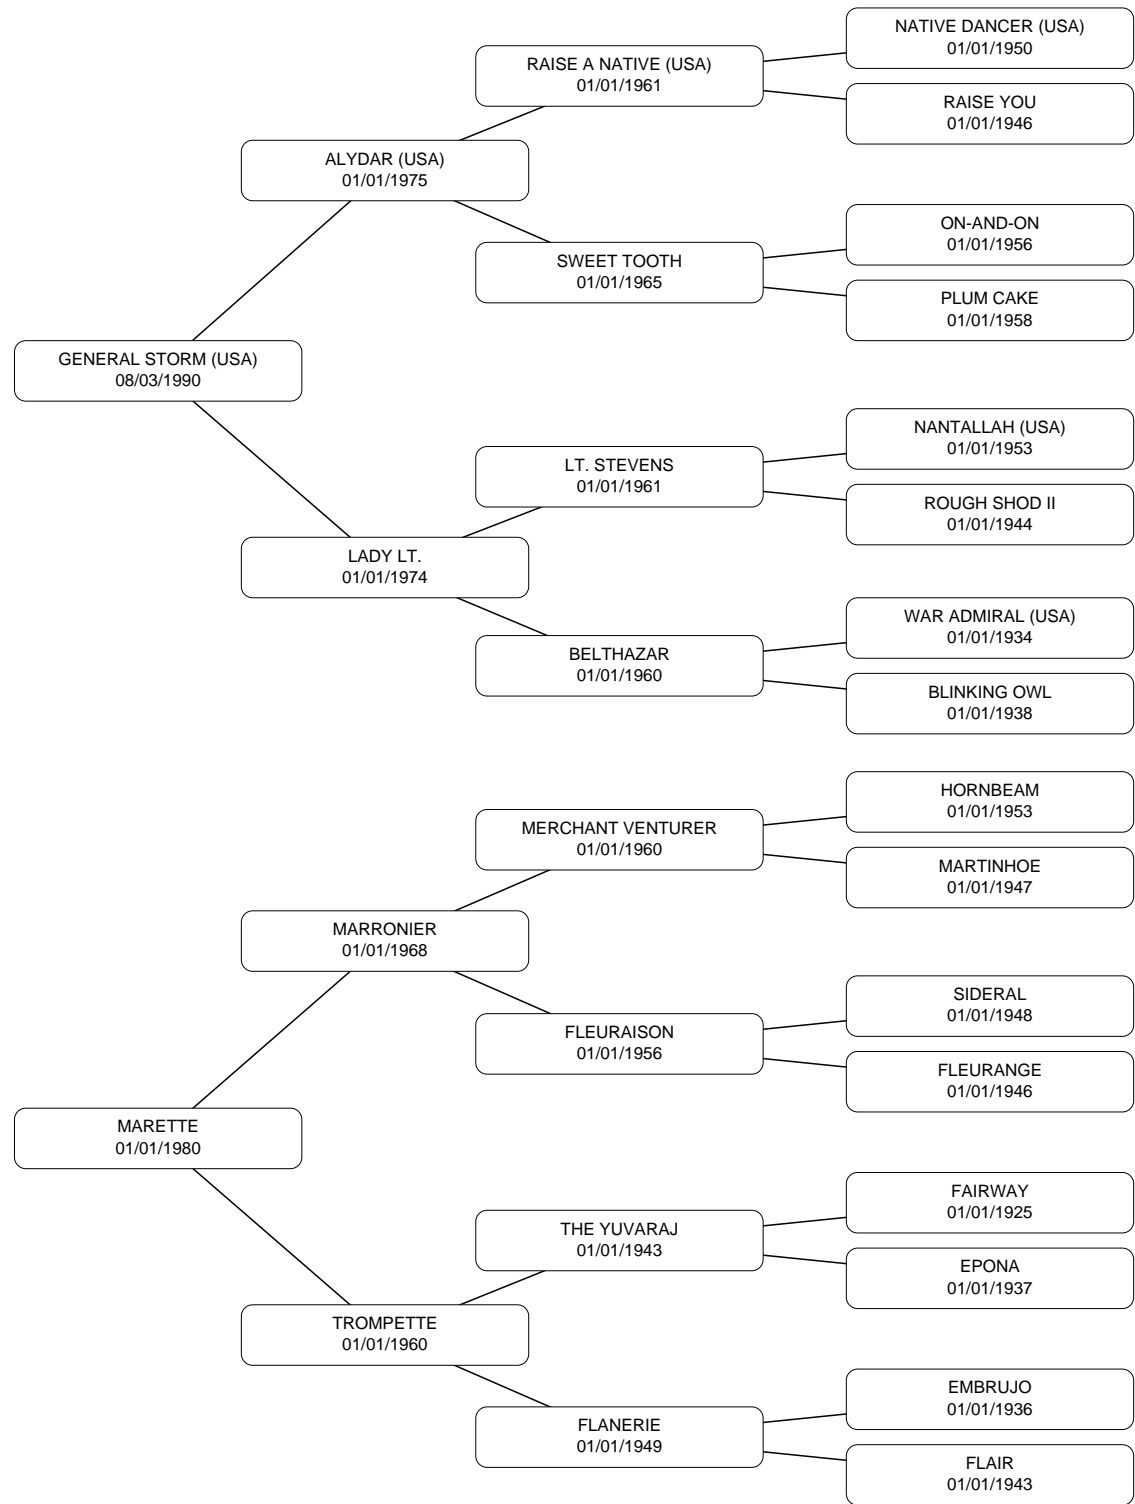 NATIVE DANCER (USA)
01/01/1950
RAISE A NATIVE (USA)
01/01/1961
RAISE YOU
01/01/1946
ALYDAR (USA)
01/01/1975
ON-AND-ON
01/01/1956
SWEET TOOTH
01/01/1965
PLUM CAKE
01/01/1958
GENERAL STORM (USA)
08/03/1990
NANTALLAH (USA)
01/01/1953
LT. STEVENS
01/01/1961
ROUGH SHOD II
01/01/1944
LADY LT.
01/01/1974
WAR ADMIRAL (USA)
01/01/1934
BELTHAZAR
01/01/1960
BLINKING OWL
01/01/1938
HORNBEAM
01/01/1953
MERCHANT VENTURER
01/01/1960
MARTINHOE
01/01/1947
MARRONIER
01/01/1968
SIDERAL
01/01/1948
FLEURAISON
01/01/1956
FLEURANGE
01/01/1946
MARETTE
01/01/1980
FAIRWAY
01/01/1925
THE YUVARAJ
01/01/1943
EPONA
01/01/1937
TROMPETTE
01/01/1960
EMBRUJO
01/01/1936
FLANERIE
01/01/1949
FLAIR
01/01/1943